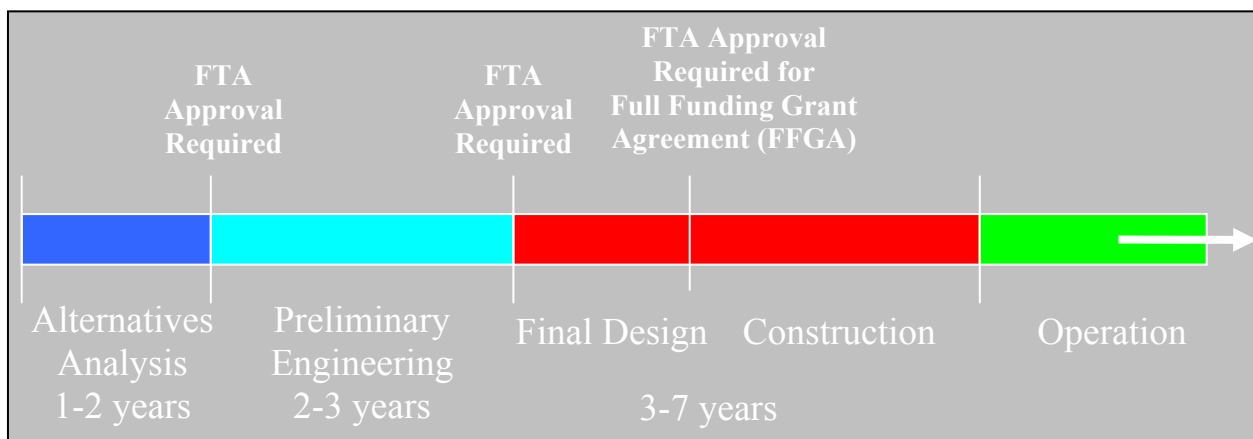 FTA
Approval
Required
FTA
Approval
Required
FTA Approval
Required for
Full Funding Grant
Agreement (FFGA)
Alternatives
Analysis
1-2 years
Preliminary
Engineering
2-3 years
Final Design
Construction
3-7 years
Operation